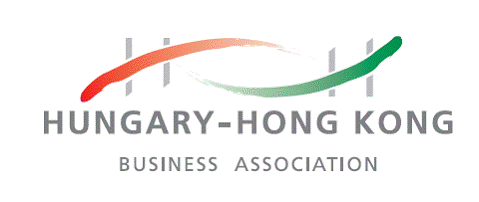 H H
HUNGARY-HONG KONG
BUSINESS ASSOCIATION